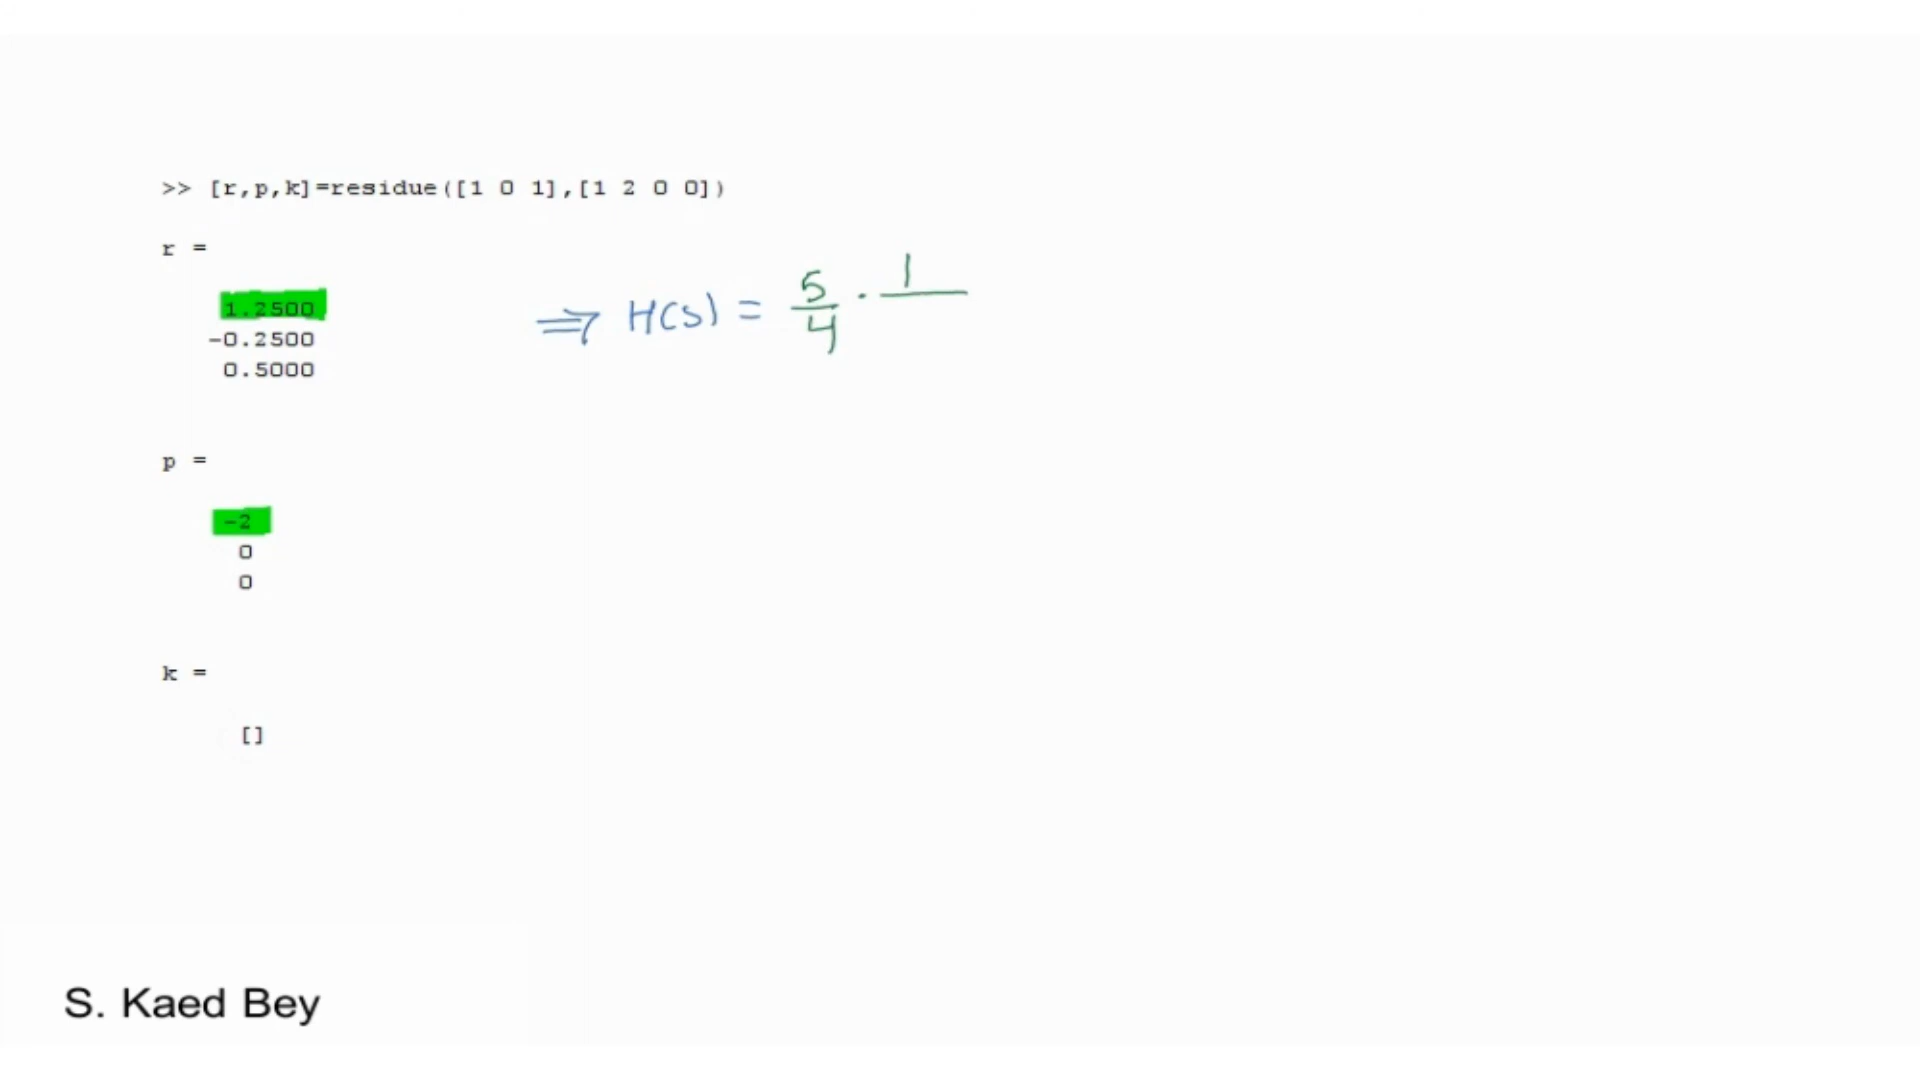 >> [r,p,k]=residue([1 0 1],[1 2 0 0])
r =
1.2500
-0.2500
0.5000
⇒ H(s) = 5/4 · 1/
p =
-2
0
0
k =
[]
S. Kaed Bey